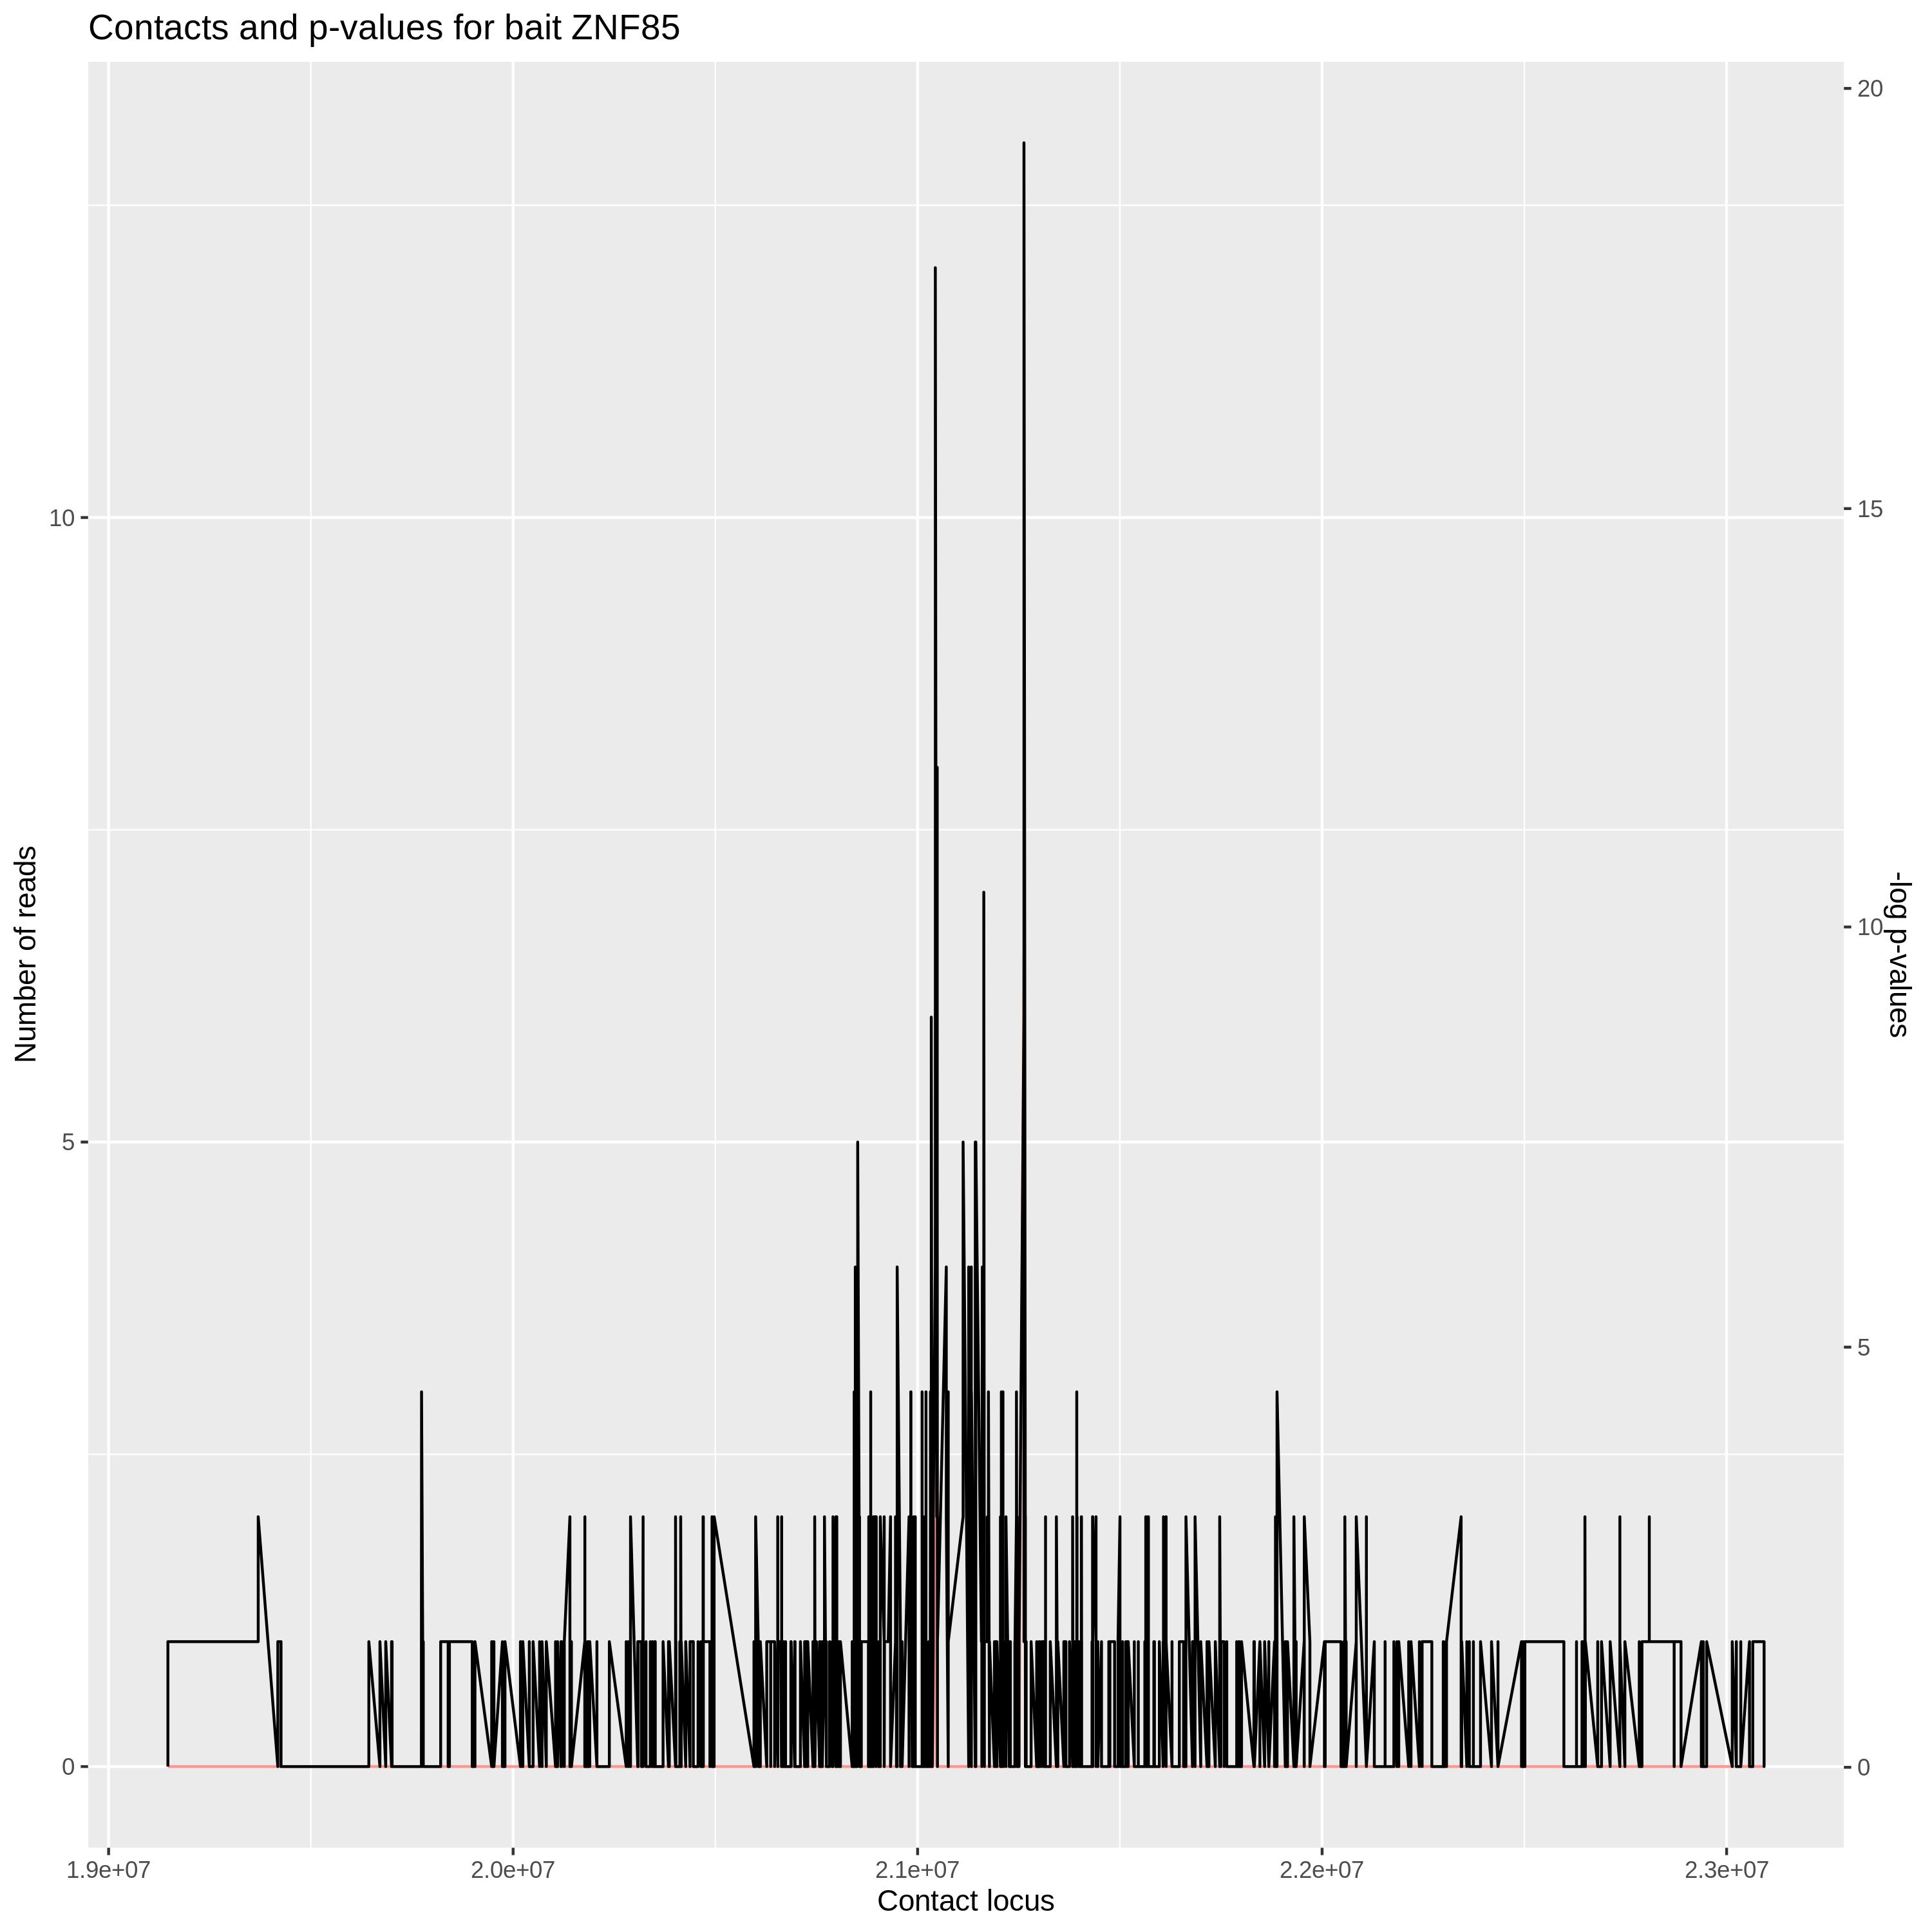 Contacts and p-values for bait ZNF85
20
15
10
5
0
10
5
0
Number of reads
-log p-values
1.9e+07
2.0e+07
2.1e+07
2.2e+07
2.3e+07
Contact locus